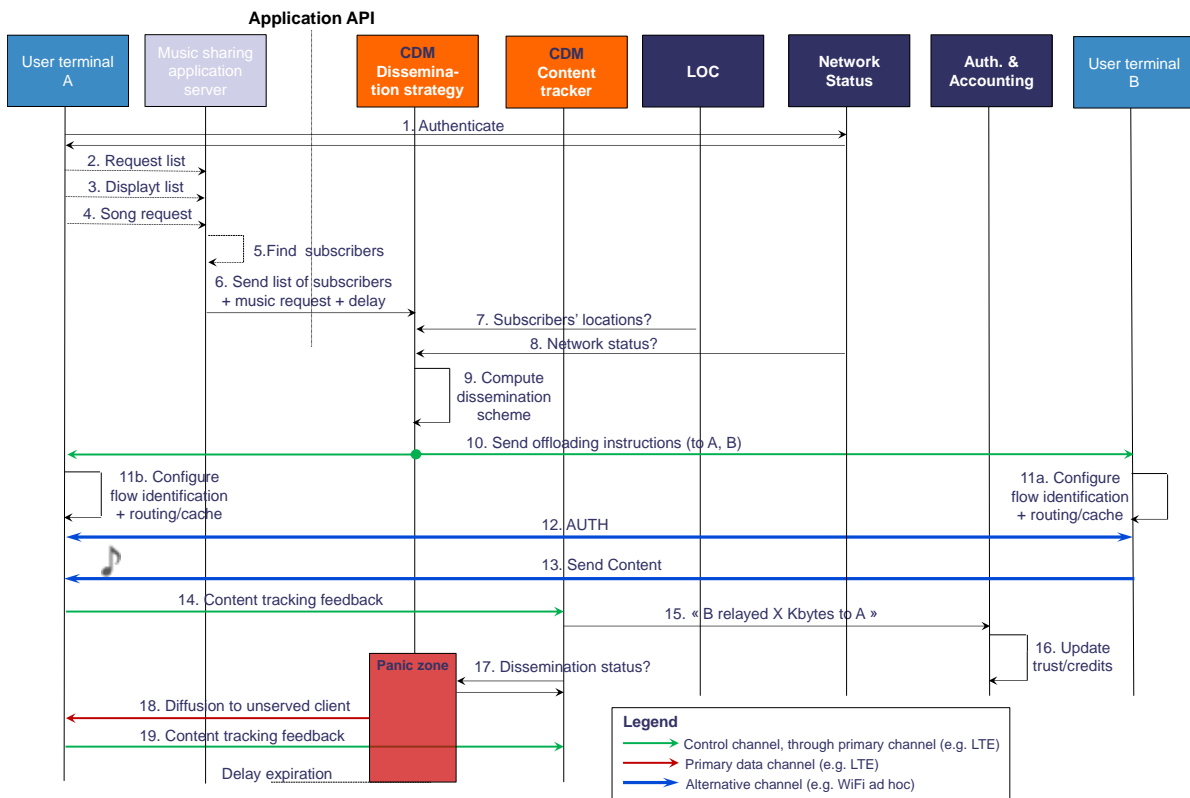 Application API
User terminal
A
Music sharing
application
server
CDM
Dissemina-
tion strategy
CDM
Content
tracker
LOC
Network
Status
Auth. &
Accounting
User terminal
B
1. Authenticate
2. Request list
3. Displayt list
4. Song request
5.Find subscribers
6. Send list of subscribers
+ music request + delay
7. Subscribers' locations?
8. Network status?
9. Compute
dissemination
scheme
10. Send offloading instructions (to A, B)
11b. Configure
flow identification
+ routing/cache
11a. Configure
flow identification
+ routing/cache
12. AUTH
13. Send Content
14. Content tracking feedback
15. « B relayed X Kbytes to A »
16. Update
trust/credits
Panic zone
17. Dissemination status?
18. Diffusion to unserved client
19. Content tracking feedback
Delay expiration
Legend
Control channel, through primary channel (e.g. LTE)
Primary data channel (e.g. LTE)
Alternative channel (e.g. WiFi ad hoc)